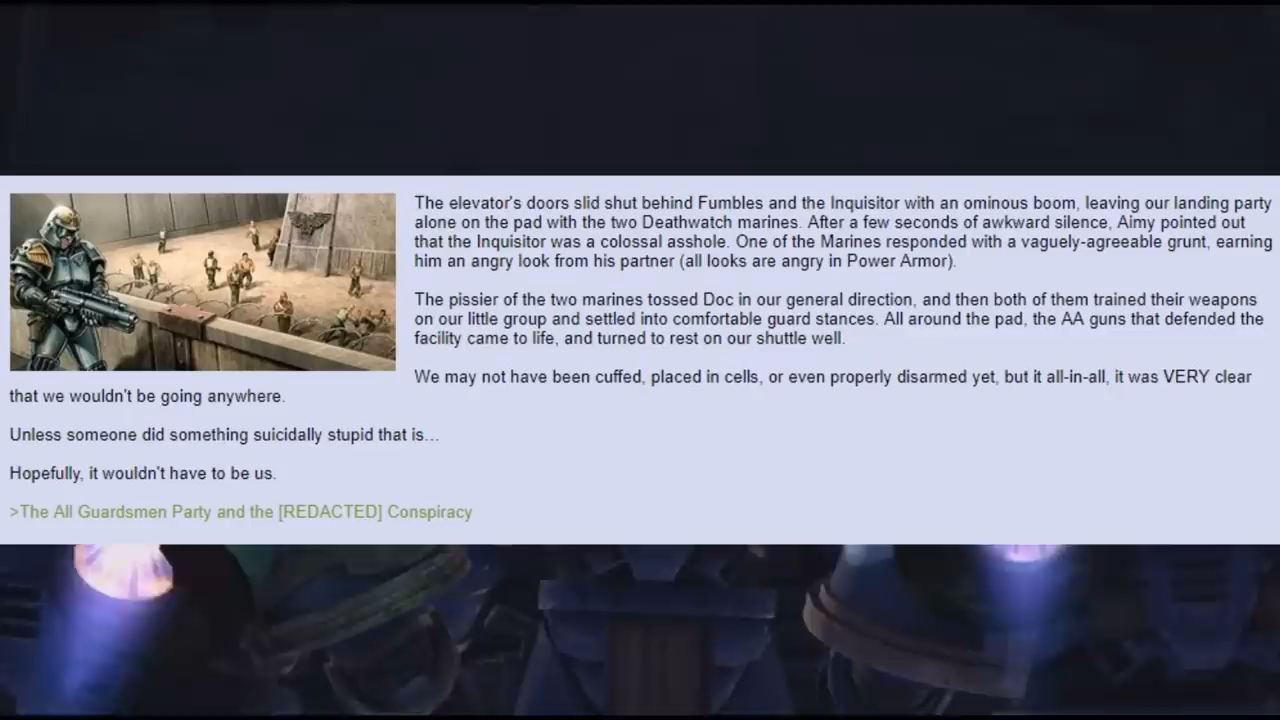 The elevator's doors slid shut behind Fumbles and the Inquisitor with an ominous boom, leaving our landing party
alone on the pad with the two Deathwatch marines. After a few seconds of awkward silence, Aimy pointed out
that the Inquisitor was a colossal asshole. One of the Marines responded with a vaguely-agreeable grunt, earning
him an angry look from his partner (all looks are angry in Power Armor).
The pissier of the two marines tossed Doc in our general direction, and then both of them trained their weapons
on our little group and settled into comfortable guard stances. All around the pad, the AA guns that defended the
facility came to life, and turned to rest on our shuttle well.
We may not have been cuffed, placed in cells, or even properly disarmed yet, but it all-in-all, it was VERY clear
that we wouldn't be going anywhere.
Unless someone did something suicidally stupid that is…
Hopefully, it wouldn't have to be us.
>The All Guardsmen Party and the [REDACTED] Conspiracy